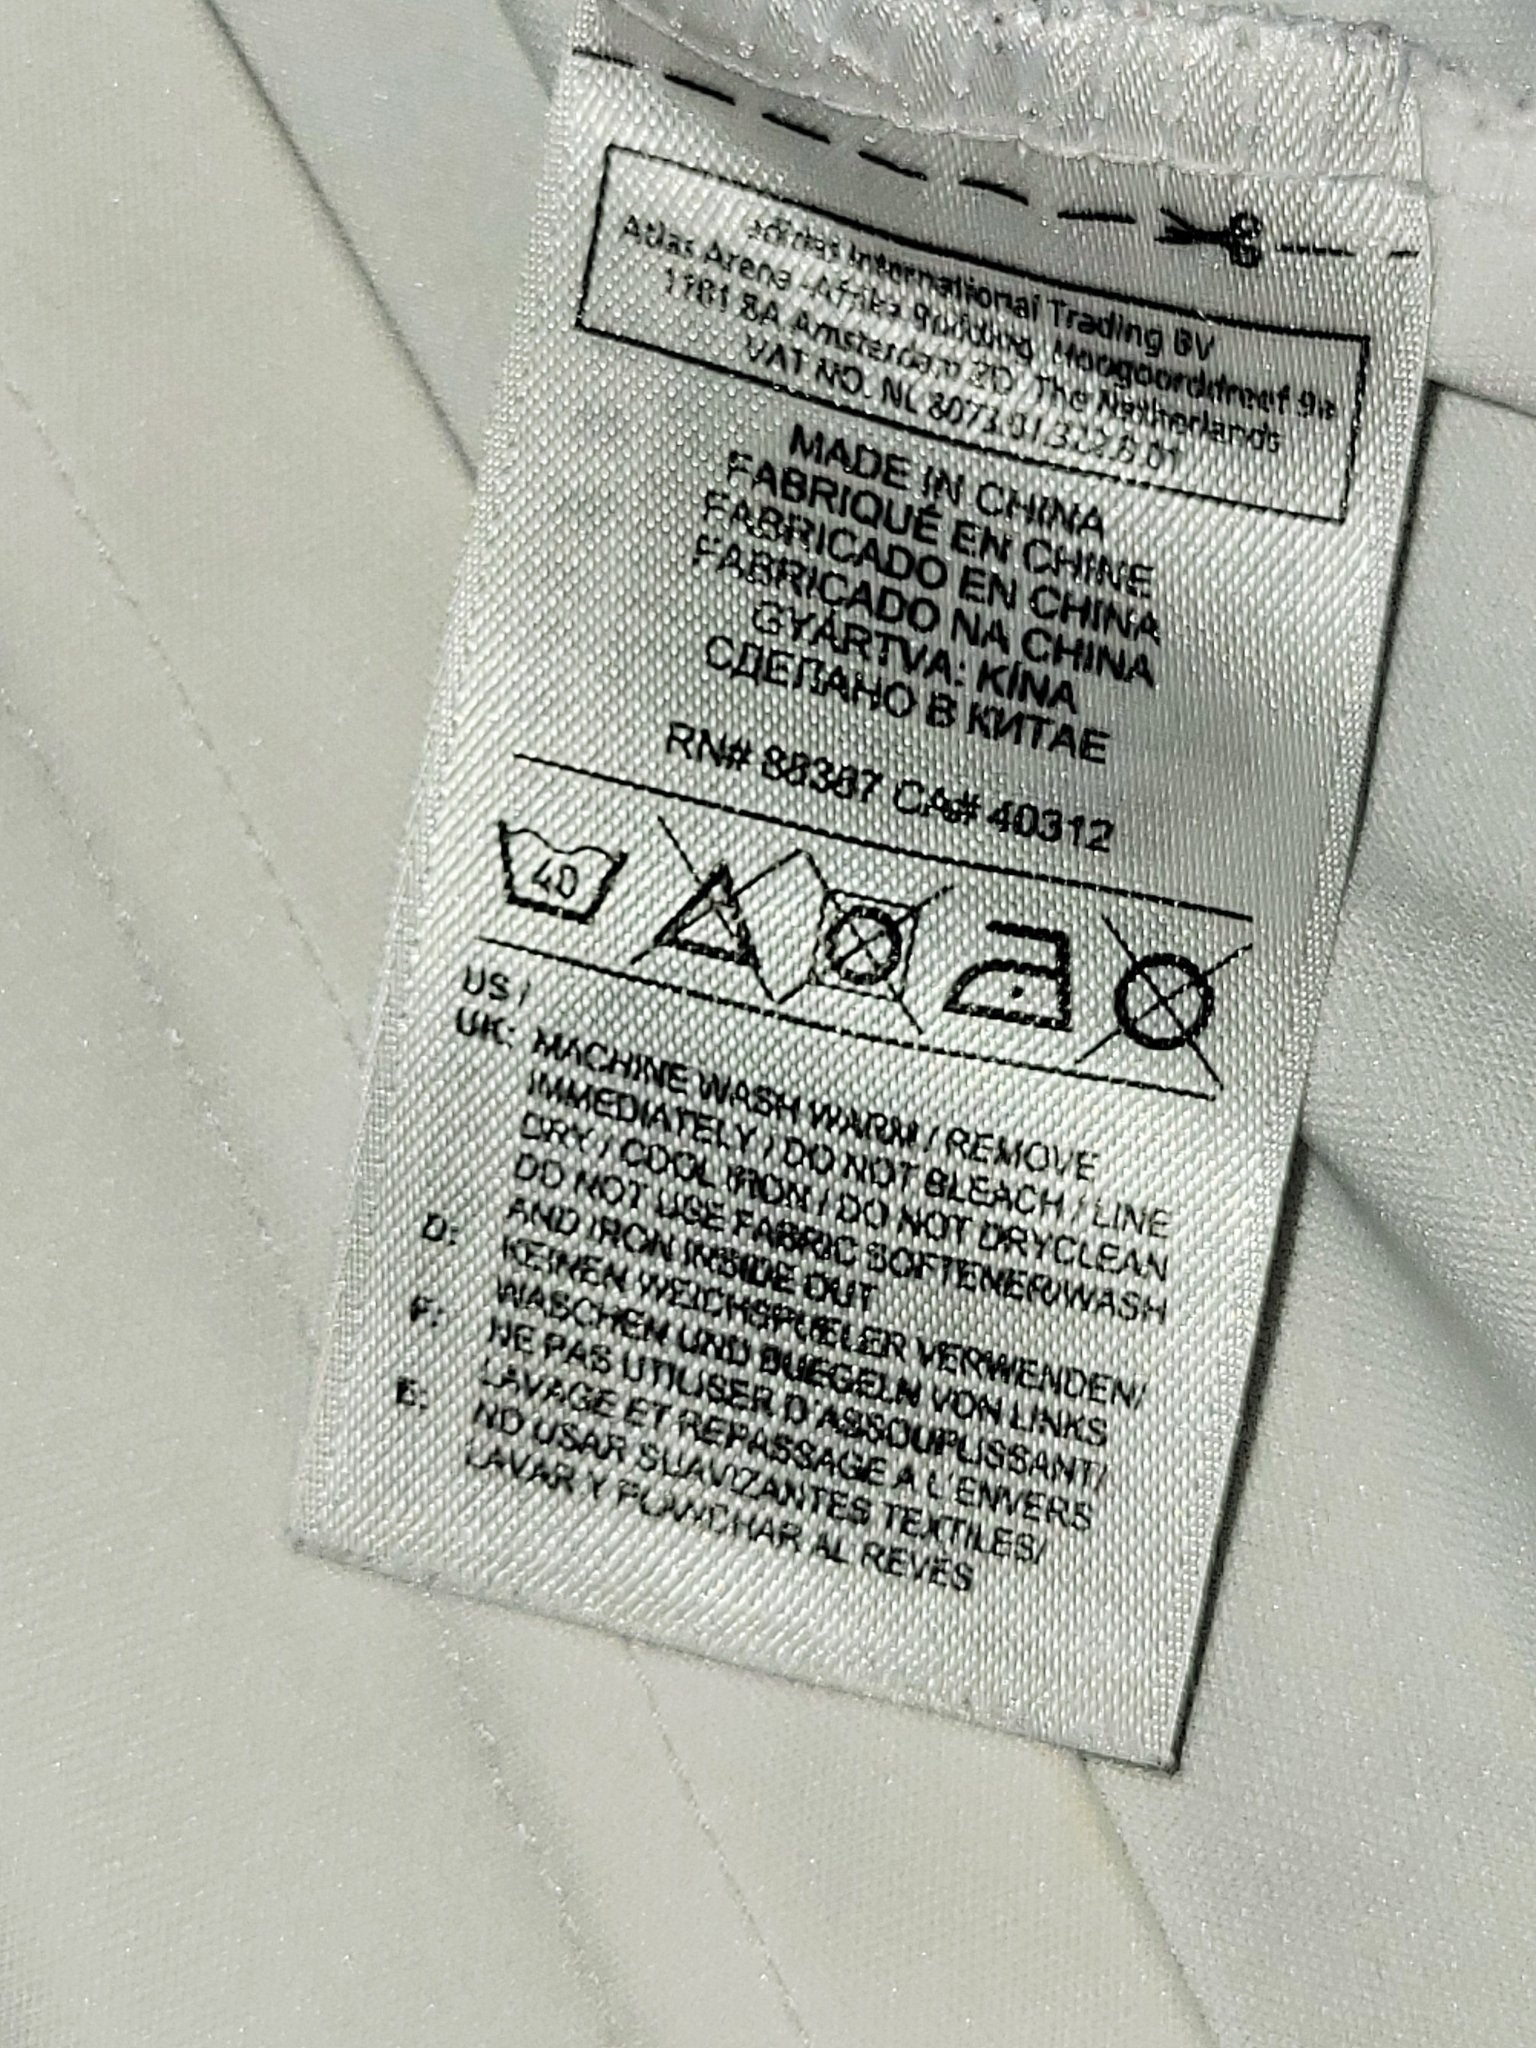 adidas International Trading BV
Atlas Arena -Afrika Building, Hoogoorddreef 9a
1101 BA Amsterdam ZO, The Netherlands
VAT NO. NL 8073.01.322.B.01
MADE IN CHINA
FABRIQUÉ EN CHINE
FABRICADO EN CHINA
FABRICADO NA CHINA
GYÁRTVA: KÍNA
СДЕЛАНО В КИТАЕ
RN# 88387 CA# 40312
40
US /
UK: MACHINE WASH WARM / REMOVE
IMMEDIATELY / DO NOT BLEACH / LINE
DRY / COOL IRON / DO NOT DRYCLEAN
DO NOT USE FABRIC SOFTENER/WASH
AND IRON INSIDE OUT
D: KEINEN WEICHSPUELER VERWENDEN/
WASCHEN UND BUEGELN VON LINKS
F: NE PAS UTILISER D'ASSOUPLISSANT/
LAVAGE ET REPASSAGE A L'ENVERS
E: NO USAR SUAVIZANTES TEXTILES/
LAVAR Y PLANCHAR AL REVÉS